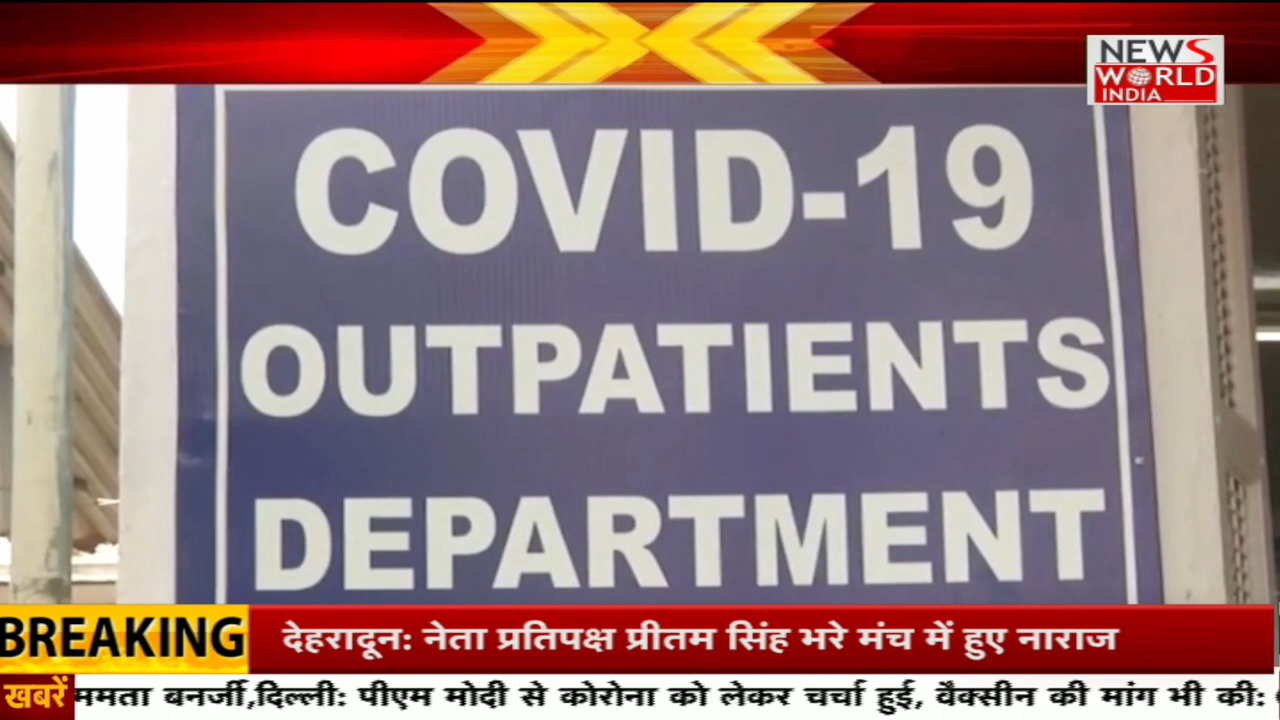 NEWS
WORLD
INDIA
COVID-19
OUTPATIENTS
DEPARTMENT
BREAKING
देहरादून: नेता प्रतिपक्ष प्रीतम सिंह भरे मंच में हुए नाराज
खबरें
ममता बनर्जी,दिल्ली: पीएम मोदी से कोरोना को लेकर चर्चा हुई, वैक्सीन की मांग भी की: